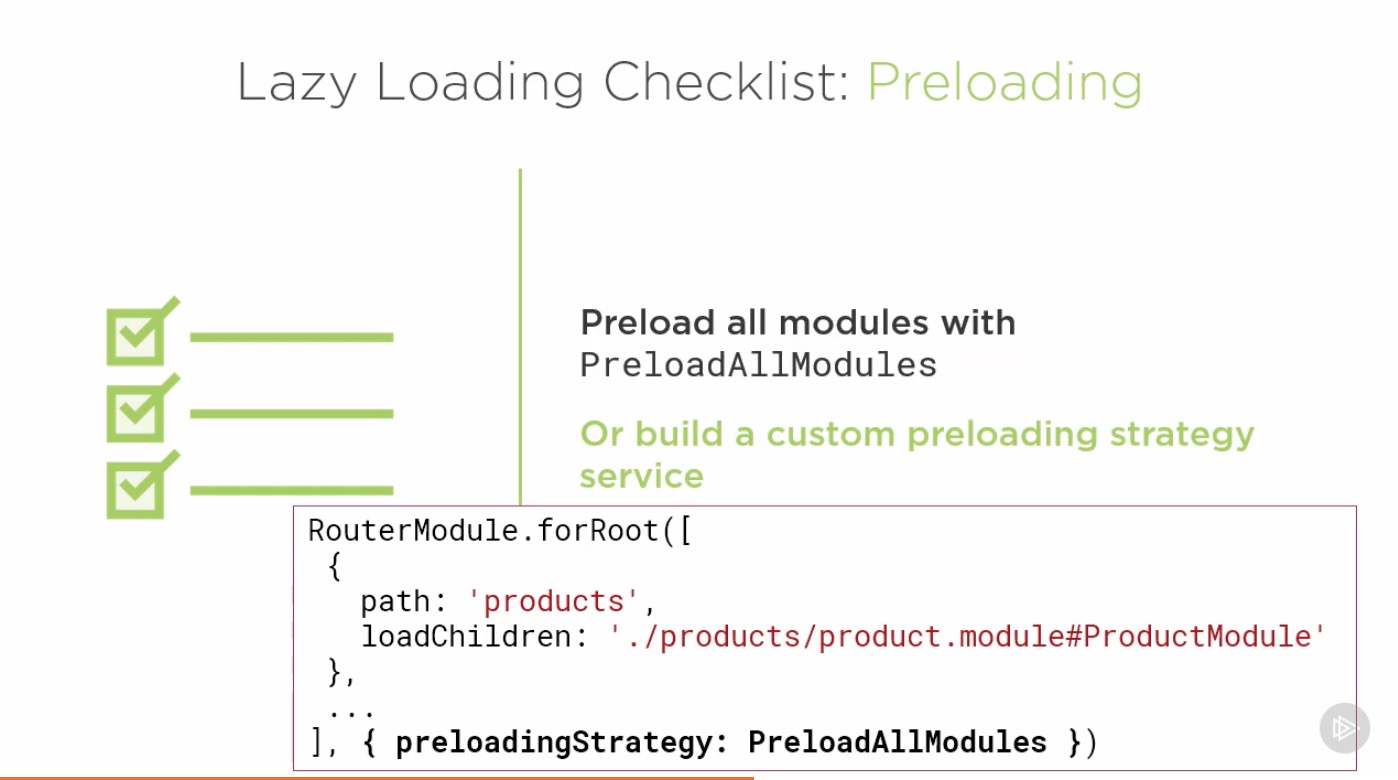 Lazy Loading Checklist: Preloading
Preload all modules with
PreloadAllModules
Or build a custom preloading strategy
service
RouterModule.forRoot([
{
path: 'products',
loadChildren: './products/product.module#ProductModule'
},
...
], { preloadingStrategy: PreloadAllModules })